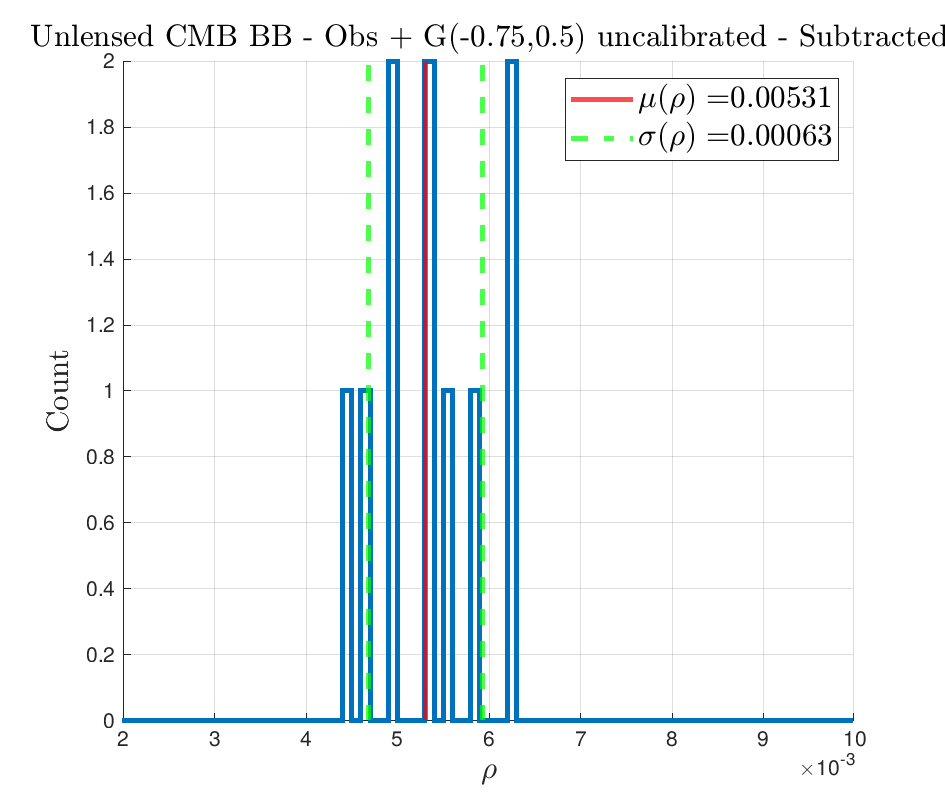 Unlensed CMB BB - Obs + G(-0.75,0.5) uncalibrated - Subtracted
μ(ρ) =0.00531
σ(ρ) =0.00063
2
1.8
1.6
1.4
1.2
1
0.8
0.6
0.4
0.2
0
Count
2 3 4 5 6 7 8 9 10
×10-3
ρ